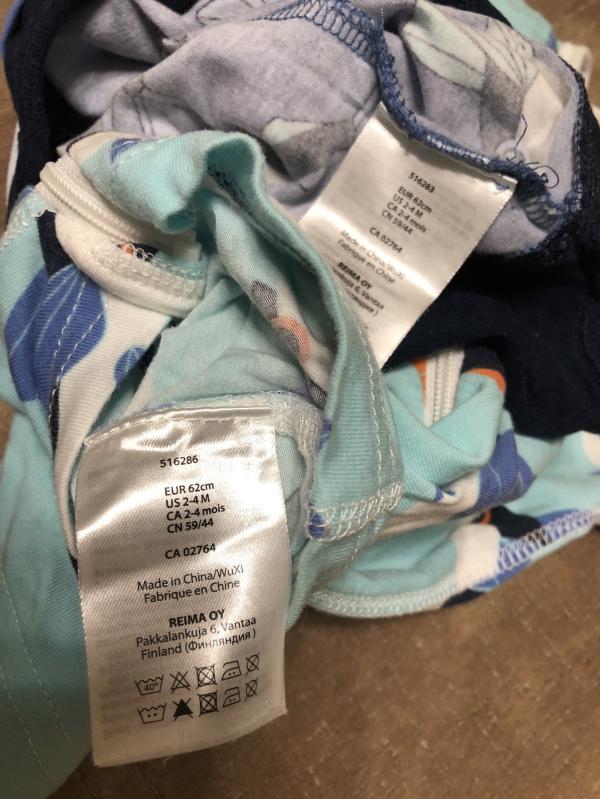 516283
EUR 62cm
US 2-4 M
CA 2-4 mois
CN 59/44
CA 02764
Made in China/WuXi
Fabrique en Chine
REIMA OY
6, Vantaa
516286
EUR 62cm
US 2-4 M
CA 2-4 mois
CN 59/44
CA 02764
Made in China/WuXi
Fabrique en Chine
REIMA OY
Pakkalankuja 6, Vantaa
Finland (Финляндия )
40°